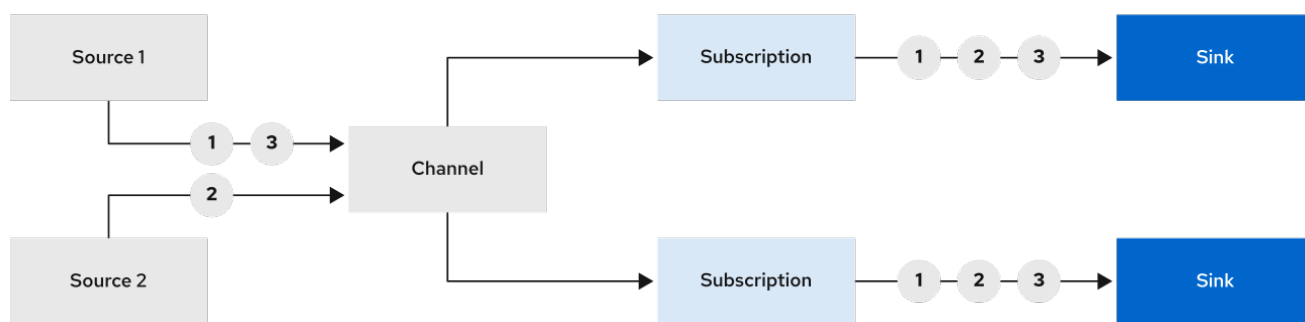 Source 1
Subscription
1 2 3
Sink
1 3
Channel
2
Source 2
Subscription
1 2 3
Sink